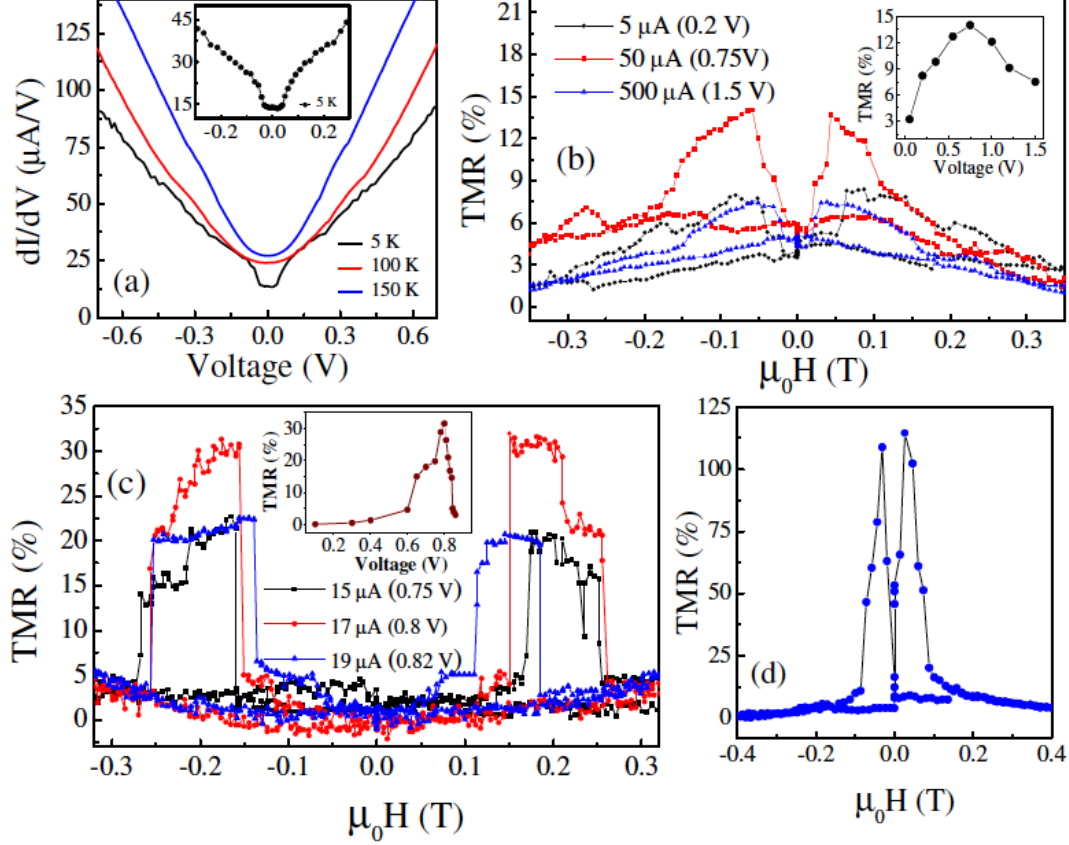 45
35
25
15
-0.2 0.0 0.2
5 K
125
100
75
50
25
0
dI/dV (μA/V)
(a)
5 K
100 K
150 K
-0.6 -0.3 0.0 0.3 0.6
Voltage (V)
21
18
15
12
9
6
3
0
TMR (%)
(b)
5 μA (0.2 V)
50 μA (0.75V)
500 μA (1.5 V)
15
12
9
6
3
TMR (%)
0.0 0.5 1.0 1.5
Voltage (V)
-0.3 -0.2 -0.1 0.0 0.1 0.2 0.3
μ₀H (T)
35
30
25
20
15
10
5
0
TMR (%)
(c)
30
20
10
0
TMR (%)
0.2 0.4 0.6 0.8
Voltage (V)
15 μA (0.75 V)
17 μA (0.8 V)
19 μA (0.82 V)
-0.3 -0.2 -0.1 0.0 0.1 0.2 0.3
μ₀H (T)
125
100
75
50
25
0
TMR (%)
(d)
-0.4 -0.2 0.0 0.2 0.4
μ₀H (T)